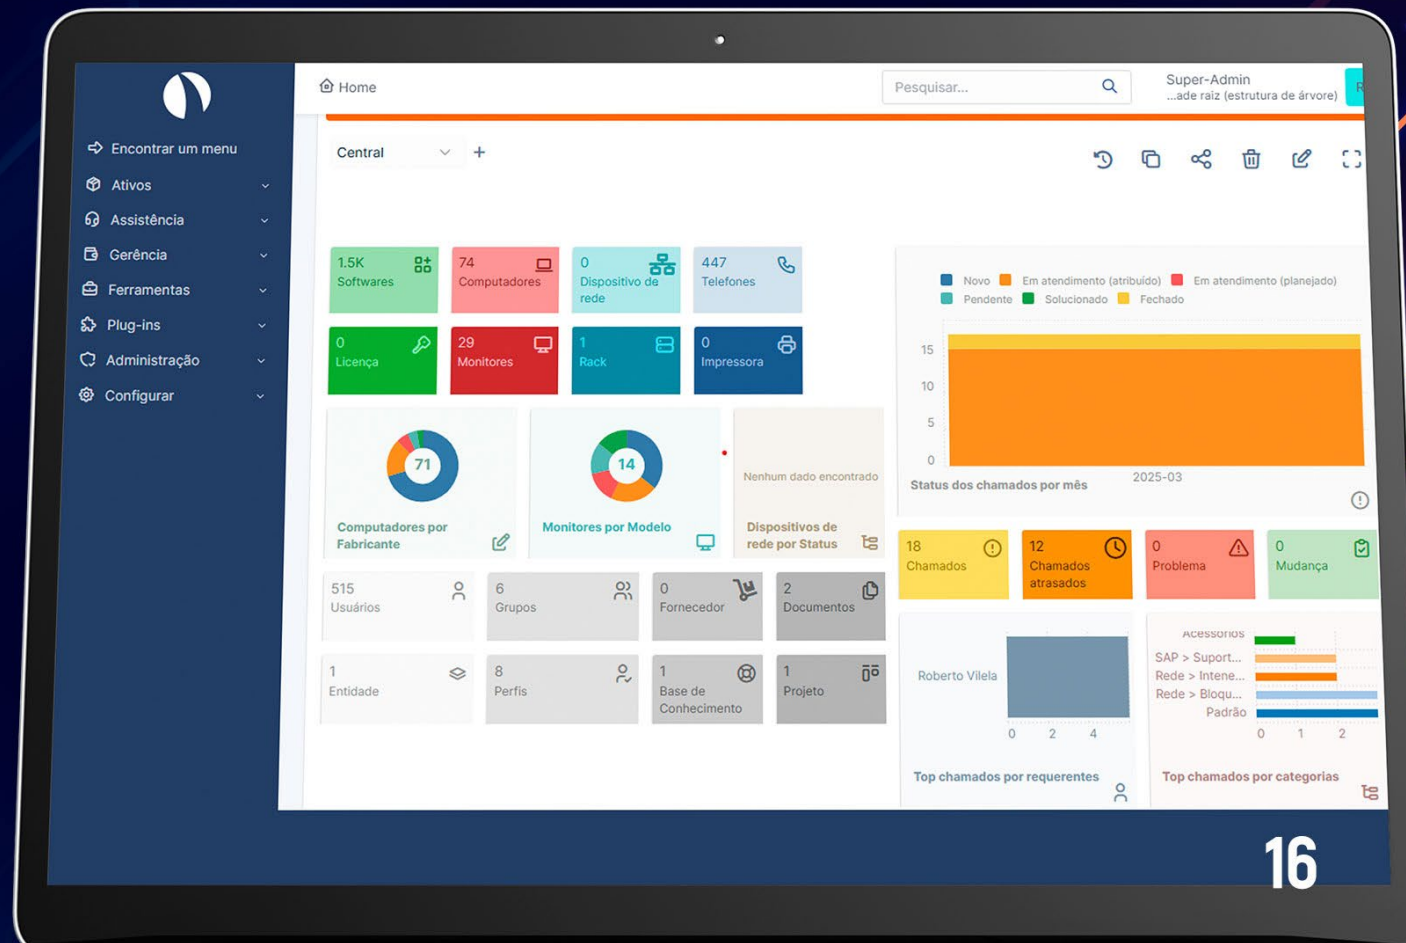 Home
Pesquisar...
Super-Admin
...ade raiz (estrutura de árvore)
R
Encontrar um menu
Ativos
Assistência
Gerência
Ferramentas
Plug-ins
Administração
Configurar
Central
1.5K
Softwares
74
Computadores
0
Dispositivo de
rede
447
Telefones
0
Licença
29
Monitores
1
Rack
0
Impressora
71
Computadores por
Fabricante
14
Monitores por Modelo
Nenhum dado encontrado
Dispositivos de
rede por Status
515
Usuários
6
Grupos
0
Fornecedor
2
Documentos
1
Entidade
8
Perfis
1
Base de
Conhecimento
1
Projeto
Novo Em atendimento (atribuído) Em atendimento (planejado)
Pendente Solucionado Fechado
15
10
5
0
2025-03
Status dos chamados por mês
18
Chamados
12
Chamados
atrasados
0
Problema
0
Mudança
Roberto Vilela
0 2 4
Top chamados por requerentes
Acessórios
SAP > Suport...
Rede > Intene...
Rede > Bloqu...
Padrão
0 1 2
Top chamados por categorias
16